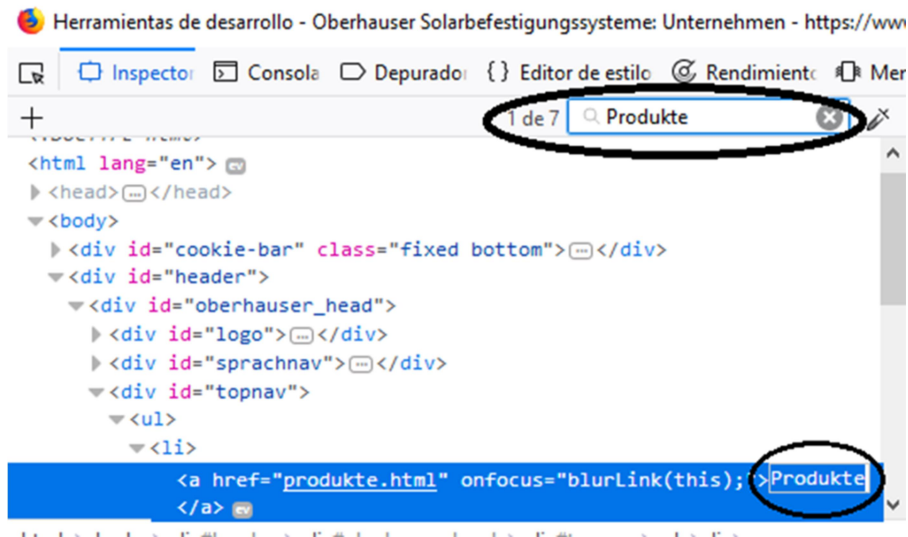 Herramientas de desarrollo - Oberhauser Solarbefestigungssysteme: Unternehmen - https://www
Inspector Consola Depurador {} Editor de estilo Rendimiento Mer
+ 1 de 7 Produkte
<html lang="en"> ev
<head>…</head>
<body>
<div id="cookie-bar" class="fixed bottom">…</div>
<div id="header">
<div id="oberhauser_head">
<div id="logo">…</div>
<div id="sprachnav">…</div>
<div id="topnav">
<ul>
<li>
<a href="produkte.html" onfocus="blurLink(this);">Produkte
</a> ev